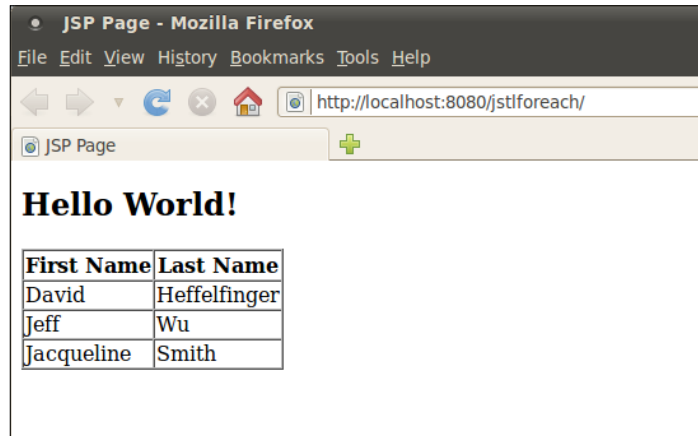 JSP Page - Mozilla Firefox
File Edit View History Bookmarks Tools Help
http://localhost:8080/jstlforeach/
JSP Page
Hello World!
First Name Last Name
David Heffelfinger
Jeff Wu
Jacqueline Smith